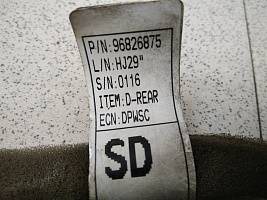 P/N:96826875
L/N:HJ29"
S/N:0116
ITEM:D-REAR
ECN:DPWSC
SD